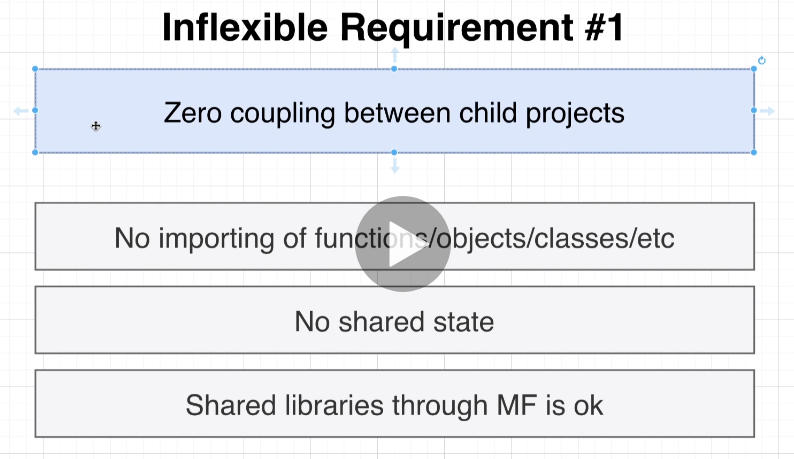 Inflexible Requirement #1
Zero coupling between child projects
No importing of functions/objects/classes/etc
No shared state
Shared libraries through MF is ok